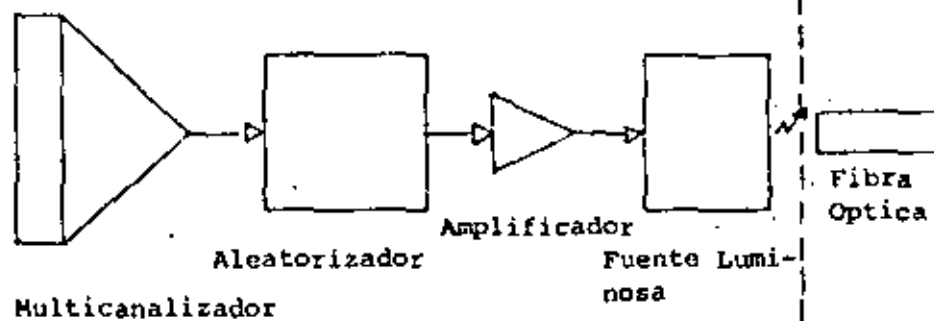 Fibra
Optica
Amplificador
Aleatorizador
Fuente Lumi-
nosa
Multicanalizador